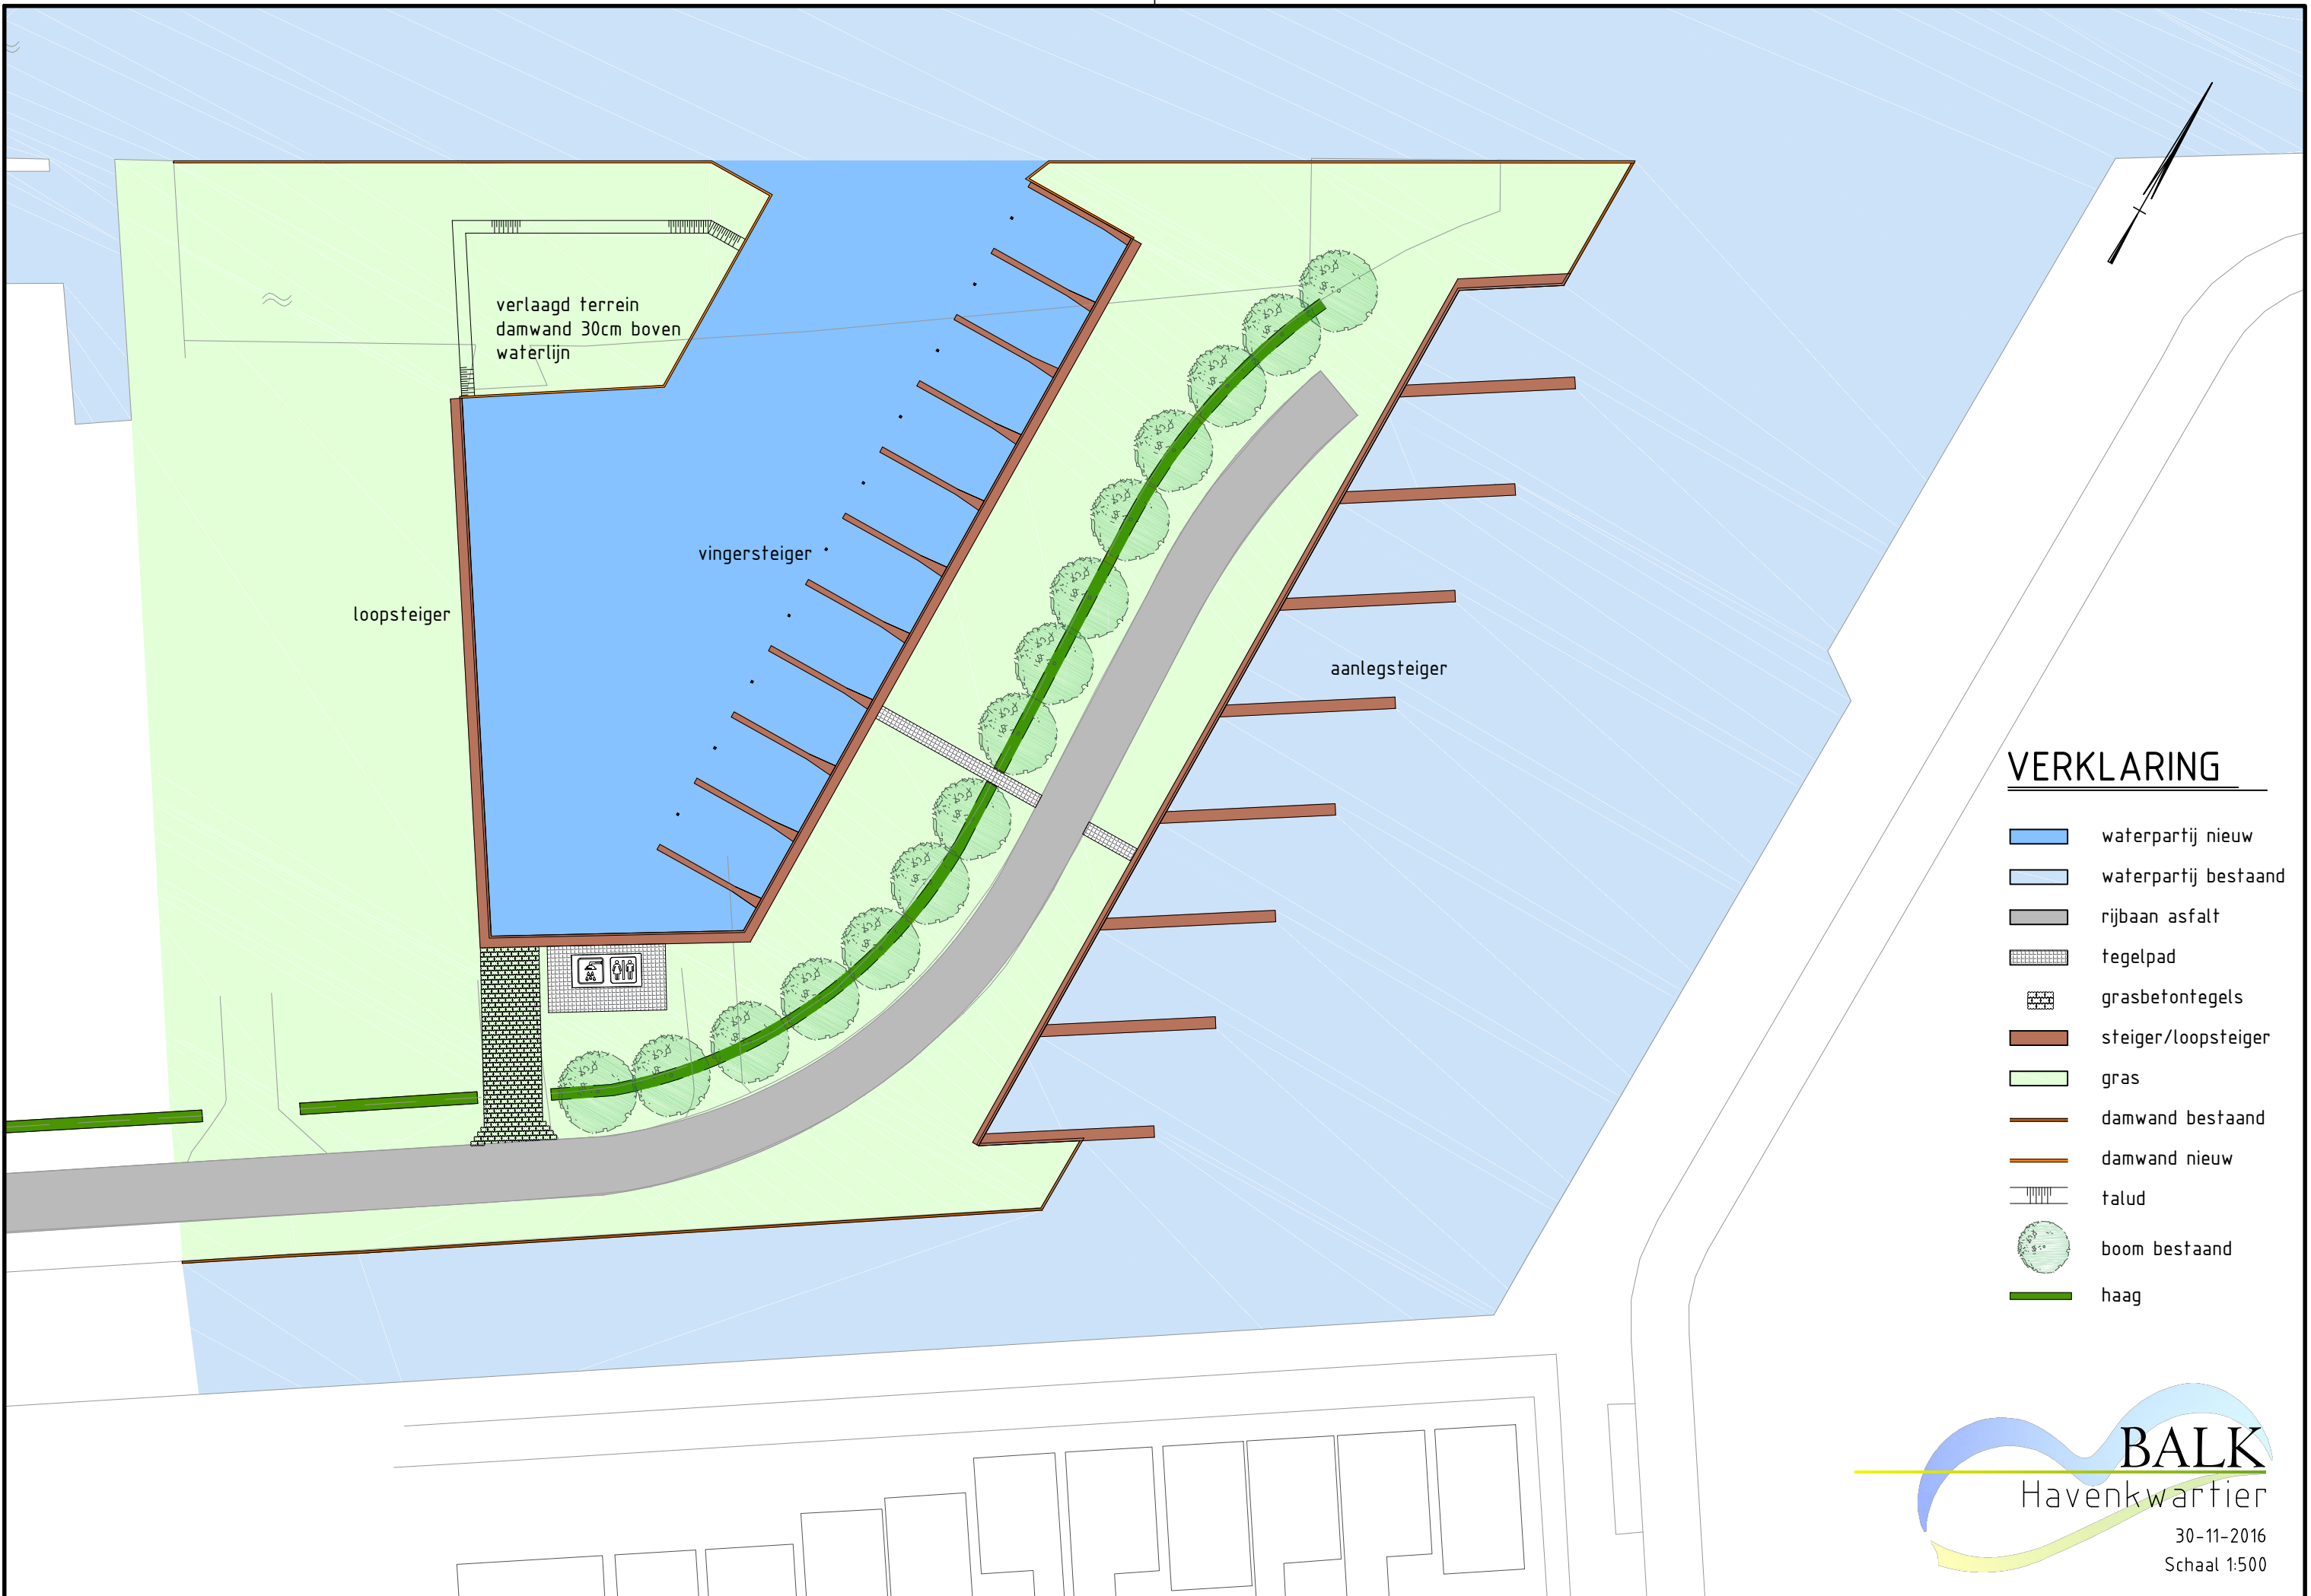 verlaagd terrein
damwand 30cm boven
waterlijn
vingersteiger
loopsteiger
aanlegsteiger
VERKLARING
waterpartij nieuw
waterpartij bestaand
rijbaan asfalt
tegelpad
grasbetontegels
steiger/loopsteiger
gras
damwand bestaand
damwand nieuw
talud
boom bestaand
haag
BALK
Havenkwartier
30-11-2016
Schaal 1:500